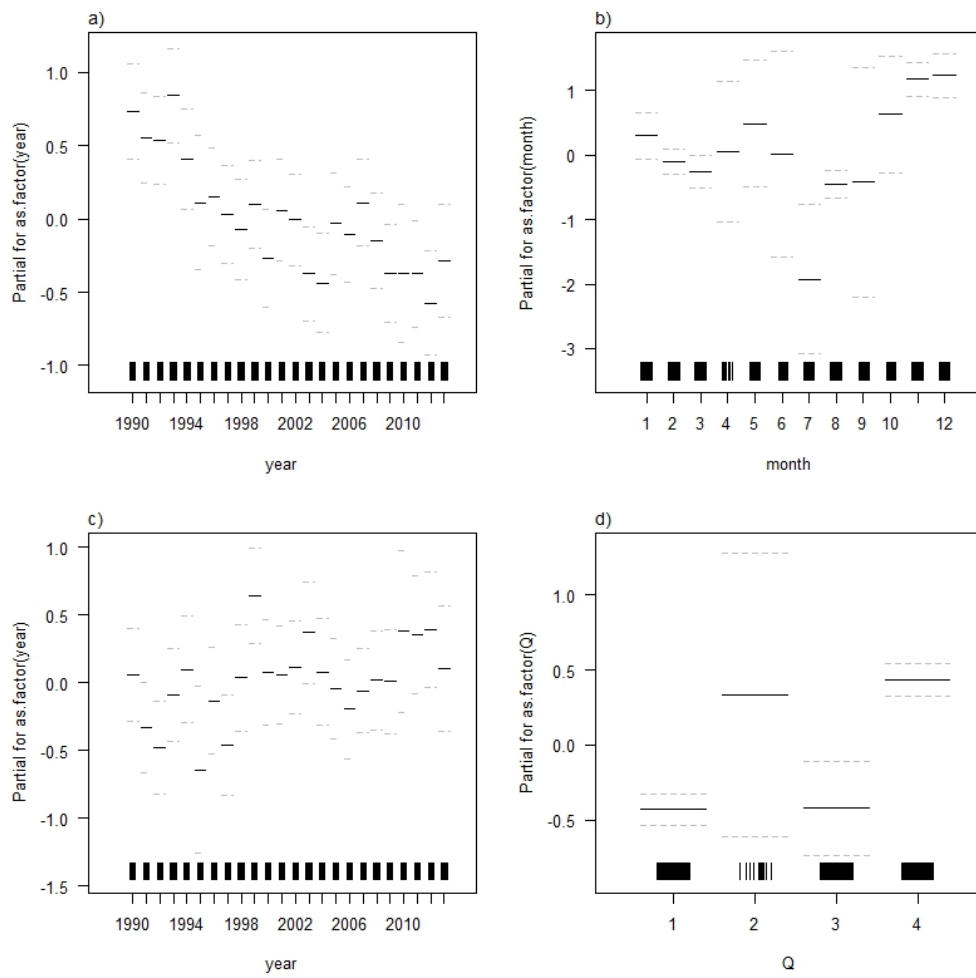 a)
Partial for as.factor(year)
1.0
0.5
0.0
-0.5
-1.0
1990 1994 1998 2002 2006 2010
year
b)
Partial for as.factor(month)
1
0
-1
-2
-3
1 2 3 4 5 6 7 8 9 10 12
month
c)
Partial for as.factor(year)
1.0
0.5
0.0
-0.5
-1.0
-1.5
1990 1994 1998 2002 2006 2010
year
d)
Partial for as.factor(Q)
1.0
0.5
0.0
-0.5
1 2 3 4
Q